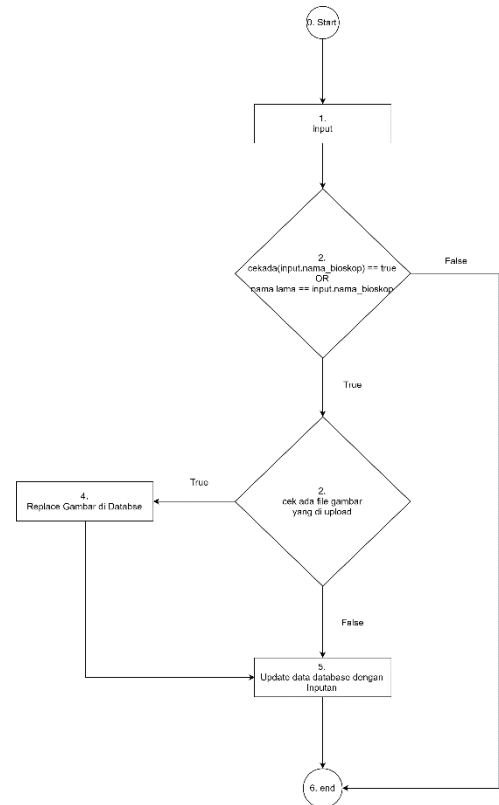 0. Start
1.
Input
2.
cekada(input.nama_bioskop) == true
OR
nama lama == input.nama_bioskop
False
True
2.
cek ada file gambar
yang di upload
True
4.
Replace Gambar di Databse
False
5.
Update data database dengan
Inputan
6. end